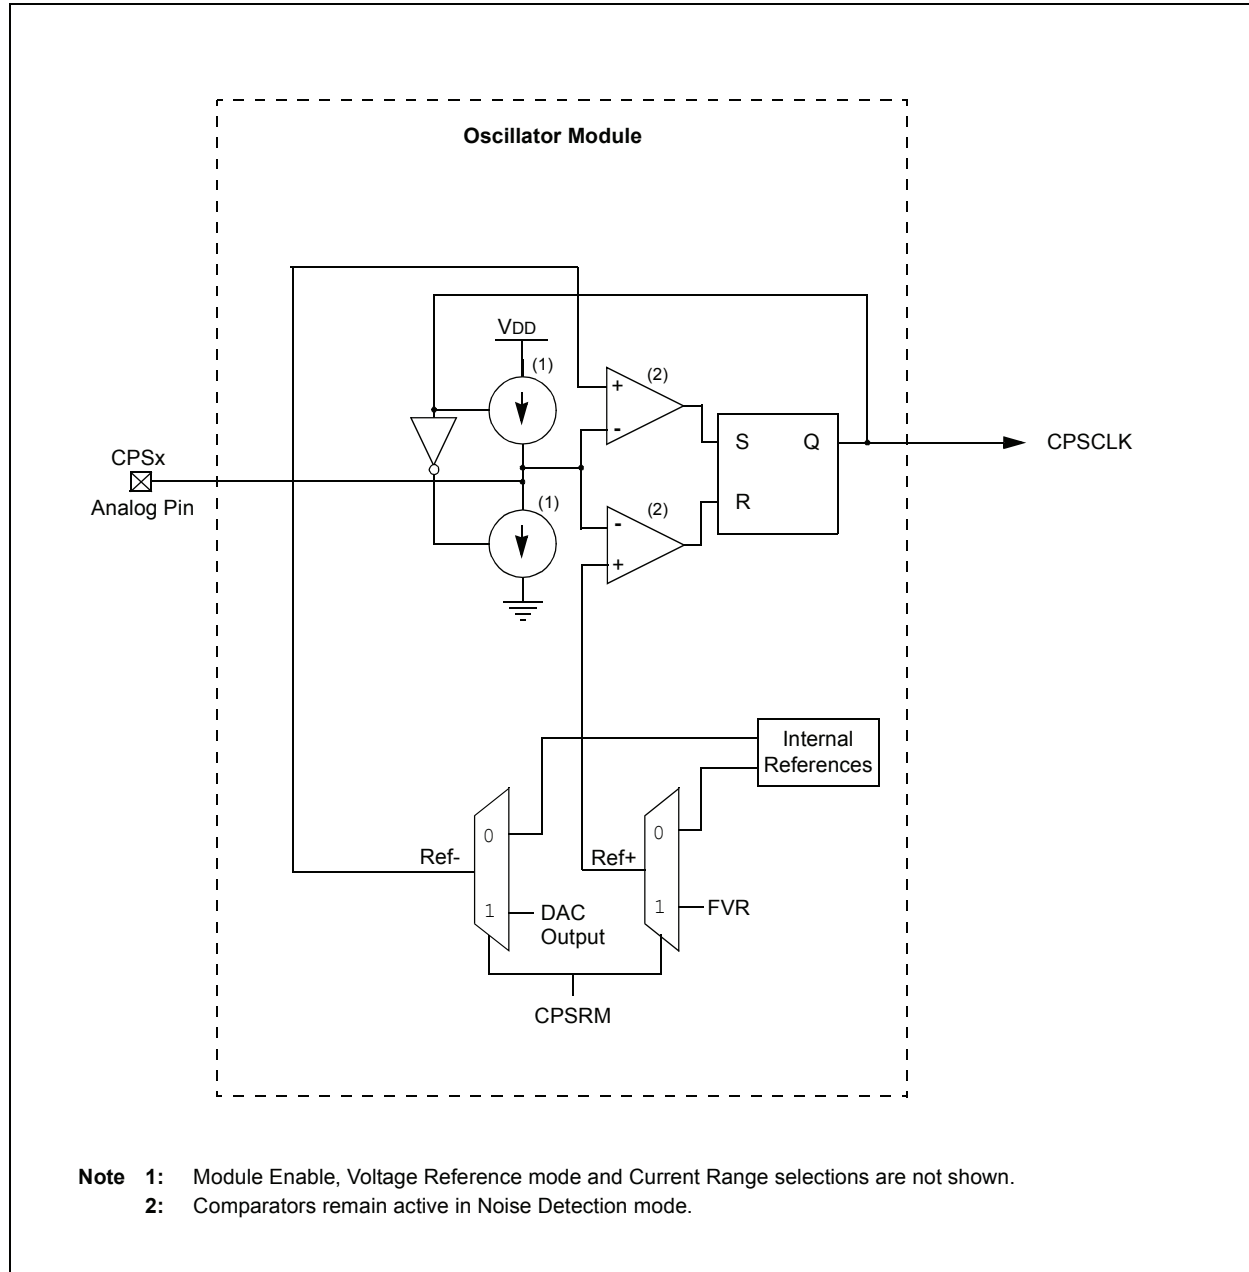 Oscillator Module
VDD
(1)
(2)
+
-
S Q
CPSCLK
CPSx
Analog Pin
R
(1)
(2)
-
+
Internal
References
0
0
Ref-
Ref+
1
DAC
Output
1
FVR
CPSRM
Note 1: Module Enable, Voltage Reference mode and Current Range selections are not shown.
2: Comparators remain active in Noise Detection mode.